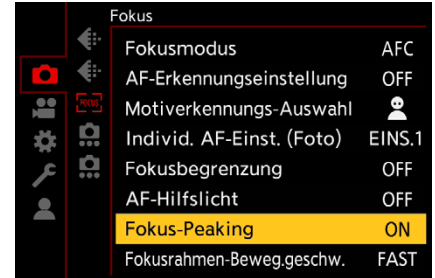 Fokus
Fokusmodus AFC
AF-Erkennungseinstellung OFF
Motiverkennungs-Auswahl
Individ. AF-Einst. (Foto) EINS.1
Fokusbegrenzung OFF
AF-Hilfslicht OFF
Fokus-Peaking ON
Fokusrahmen-Beweg.geschw. FAST
FOCUS